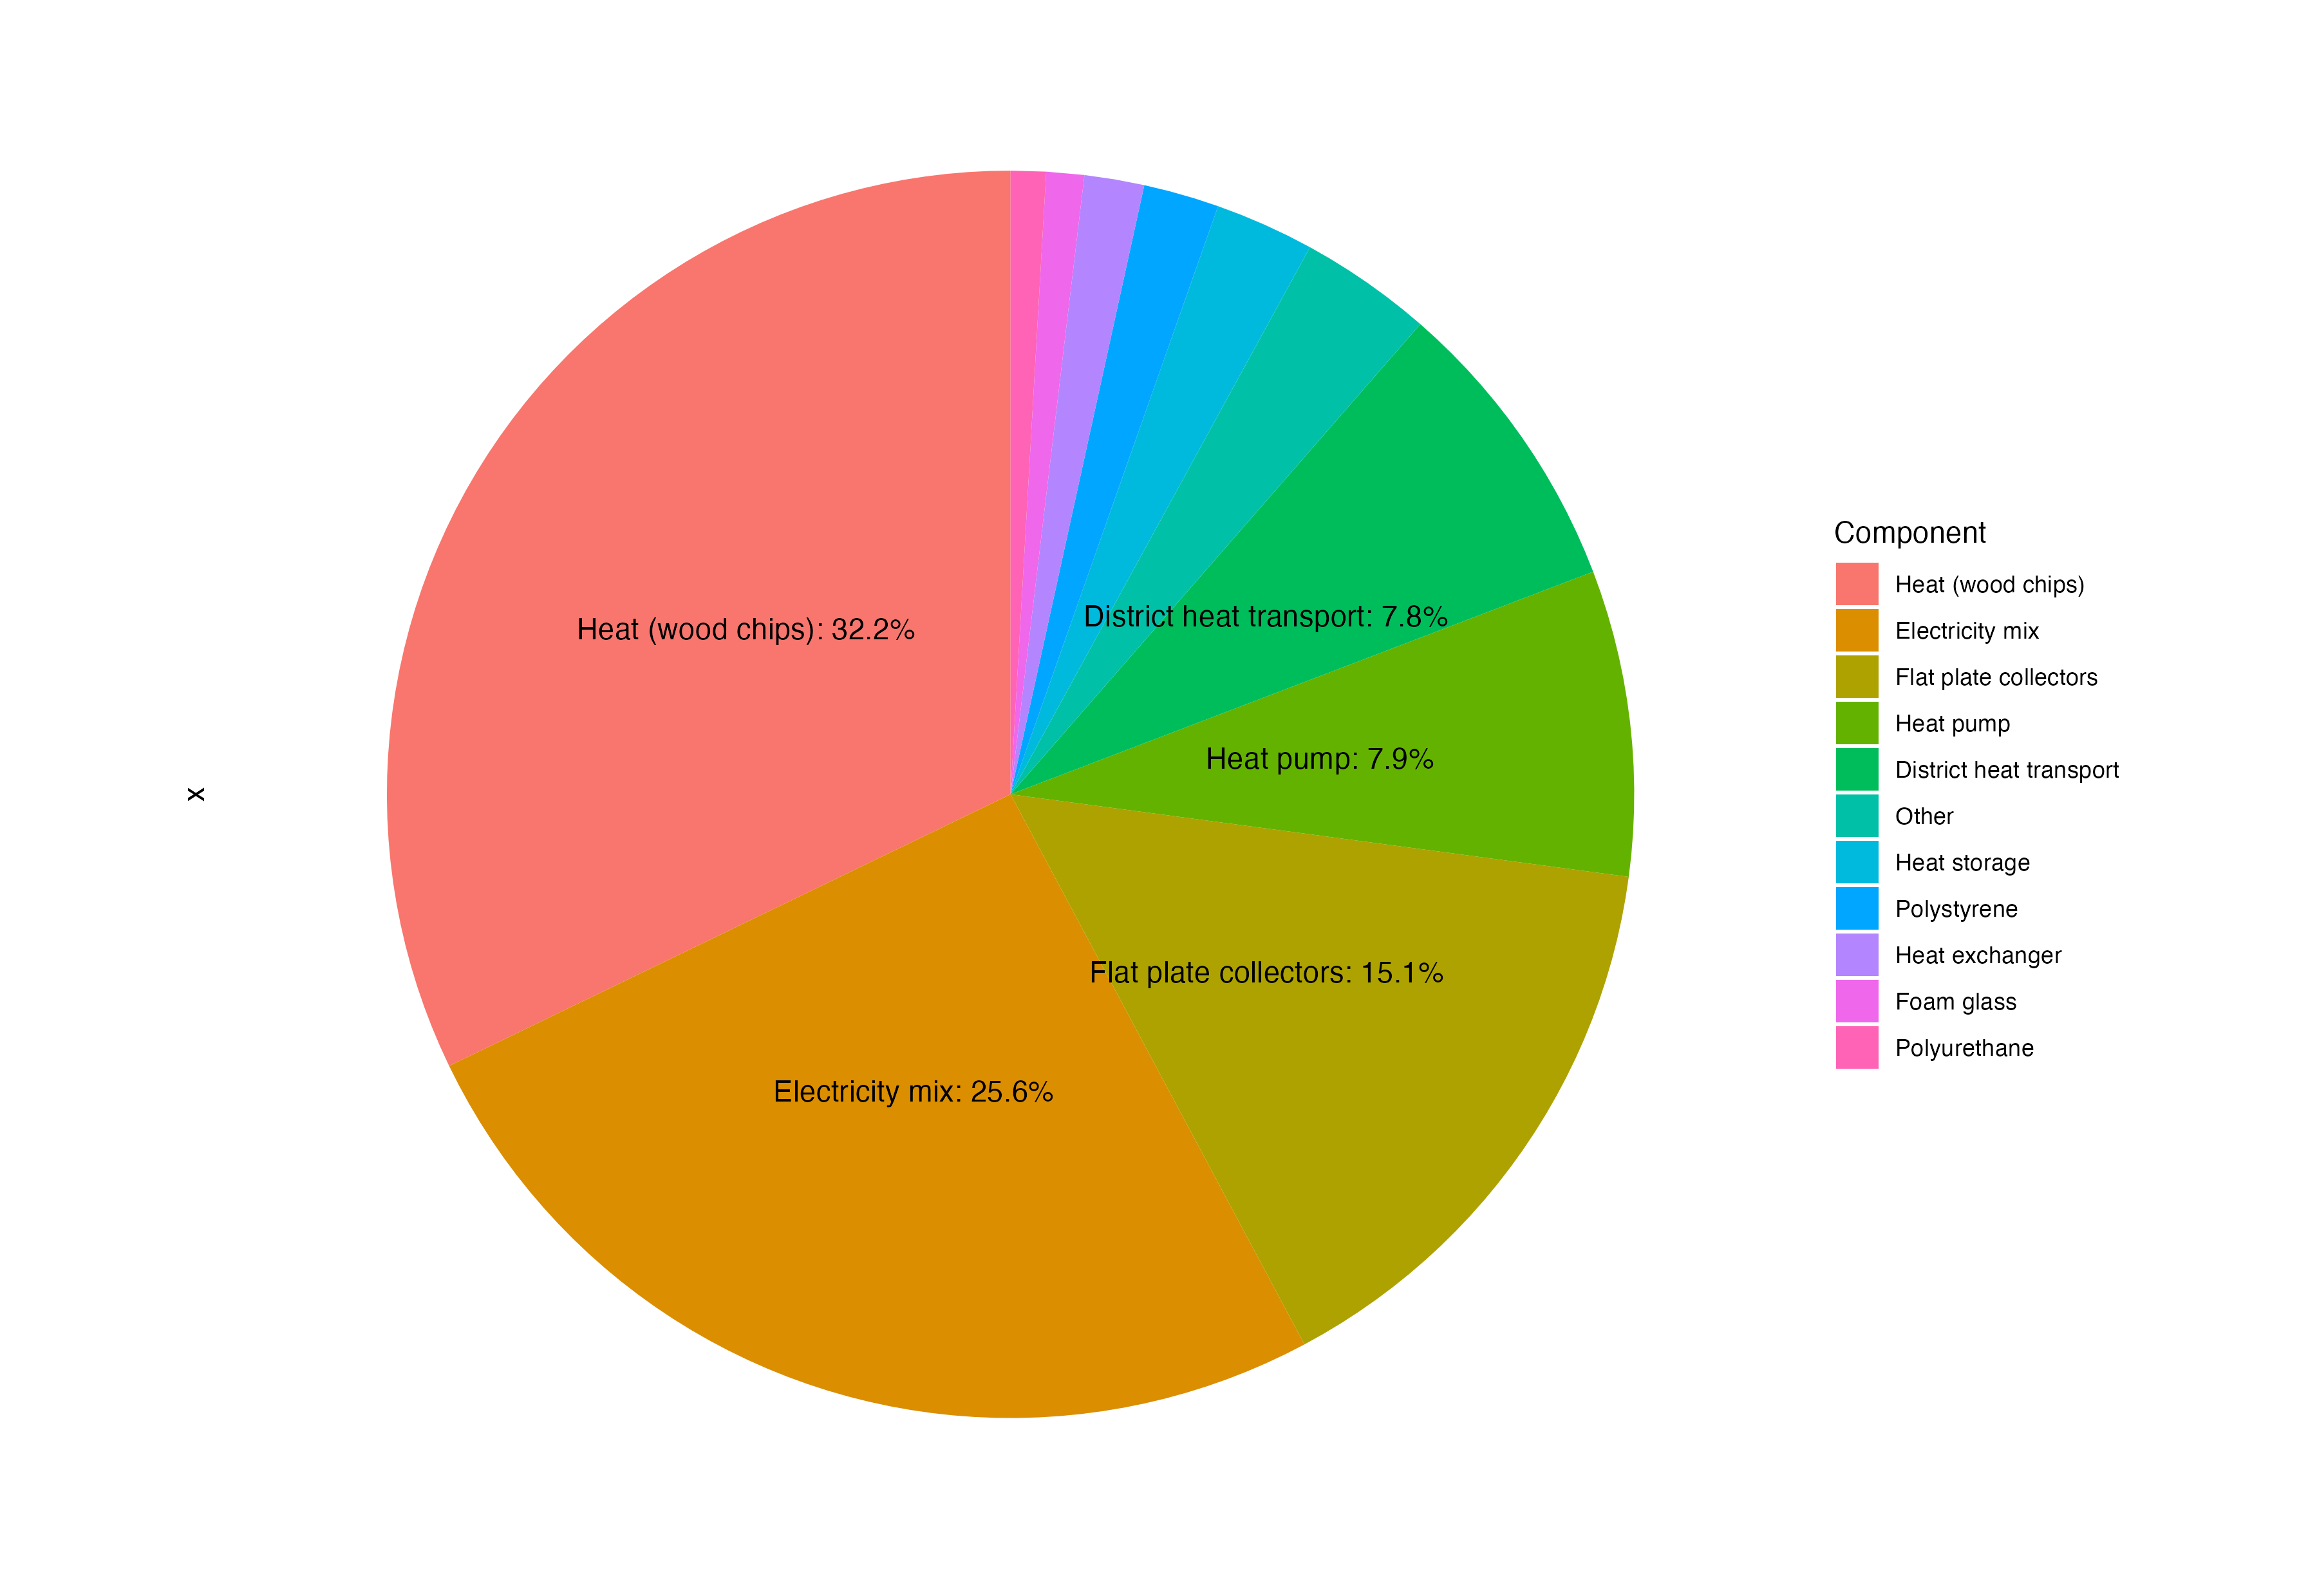 District heat transport: 7.8%
Heat (wood chips): 32.2%
Heat pump: 7.9%
x
Flat plate collectors: 15.1%
Electricity mix: 25.6%
Component
Heat (wood chips)
Electricity mix
Flat plate collectors
Heat pump
District heat transport
Other
Heat storage
Polystyrene
Heat exchanger
Foam glass
Polyurethane